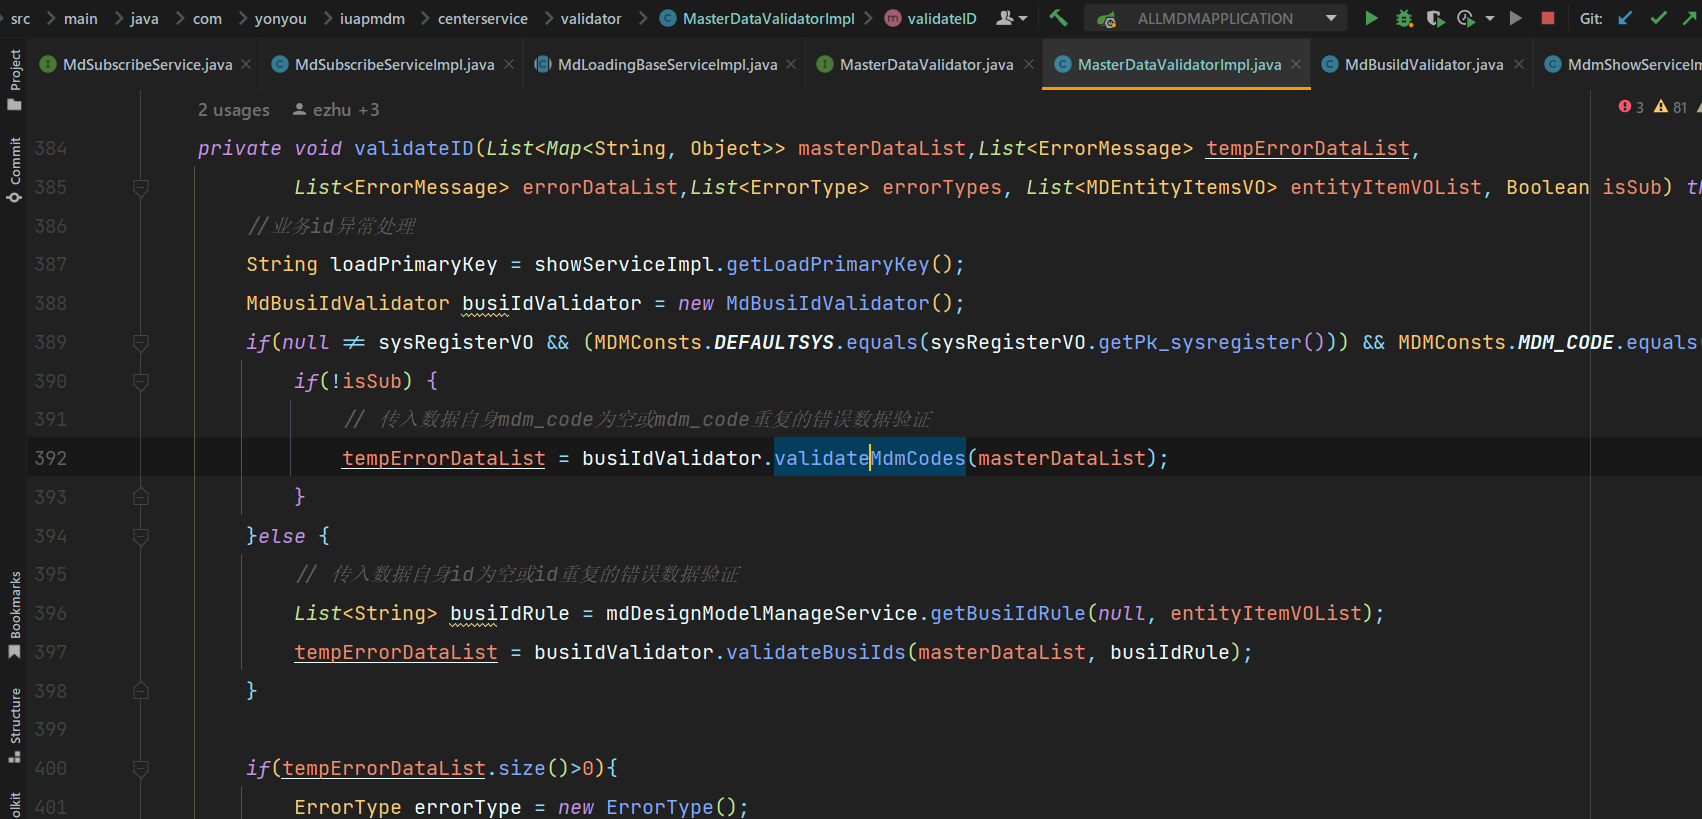 src > main > java > com > yonyou > iuapmdm > centerservice > validator > MasterDataValidatorImpl > validateID ALLMDMAPPLICATION Git:
MdSubscribeService.java MdSubscribeServiceImpl.java MdLoadingBaseServiceImpl.java MasterDataValidator.java MasterDataValidatorImpl.java MdBusiIdValidator.java MdmShowServiceIm
Project
Commit
Bookmarks
Structure
olkit
2 usages ezhu +3
3 81
384 private void validateID(List<Map<String, Object>> masterDataList,List<ErrorMessage> tempErrorDataList,
385 List<ErrorMessage> errorDataList,List<ErrorType> errorTypes, List<MDEntityItemsVO> entityItemVOList, Boolean isSub) th
386 //业务id异常处理
387 String loadPrimaryKey = showServiceImpl.getLoadPrimaryKey();
388 MdBusiIdValidator busiIdValidator = new MdBusiIdValidator();
389 if(null != sysRegisterVO && (MDMConsts.DEFAULTSYS.equals(sysRegisterVO.getPk_sysregister())) && MDMConsts.MDM_CODE.equals(
390 if(!isSub) {
391 // 传入数据自身mdm_code为空或mdm_code重复的错误数据验证
392 tempErrorDataList = busiIdValidator.validateMdmCodes(masterDataList);
393 }
394 }else {
395 // 传入数据自身id为空或id重复的错误数据验证
396 List<String> busiIdRule = mdDesignModelManageService.getBusiIdRule(null, entityItemVOList);
397 tempErrorDataList = busiIdValidator.validateBusiIds(masterDataList, busiIdRule);
398 }
399
400 if(tempErrorDataList.size()>0){
401 ErrorType errorType = new ErrorType();